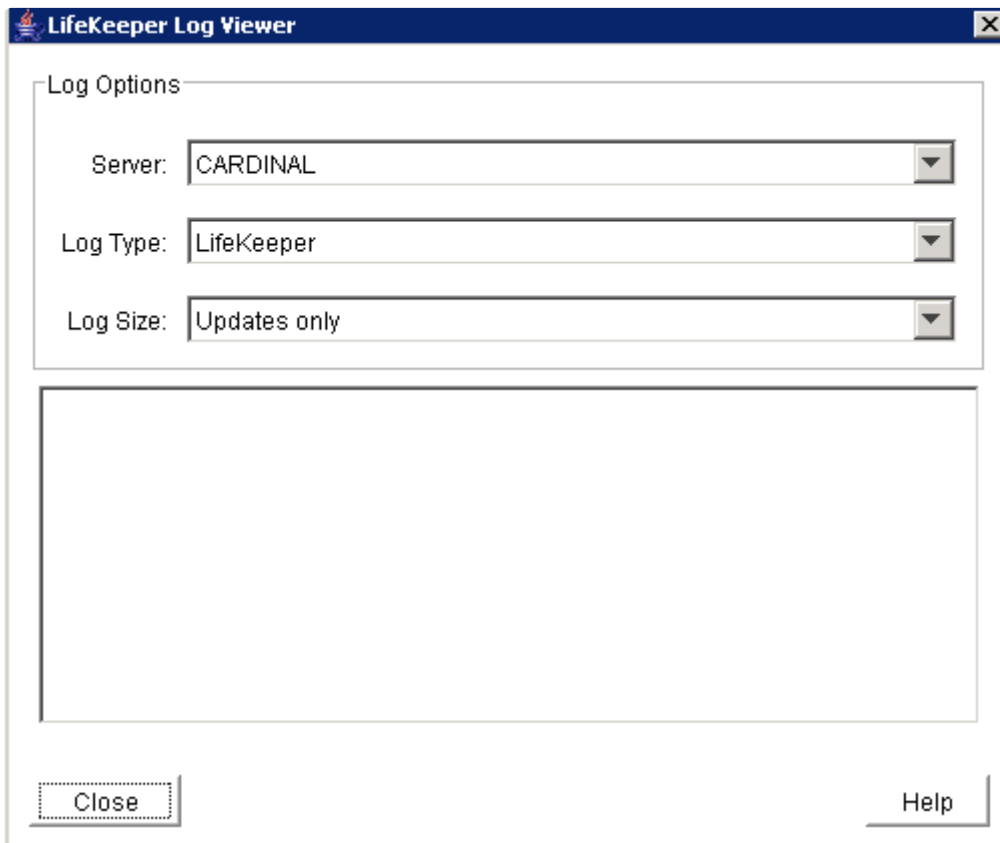 LifeKeeper Log Viewer
Log Options
Server: CARDINAL
Log Type: LifeKeeper
Log Size: Updates only
Close Help